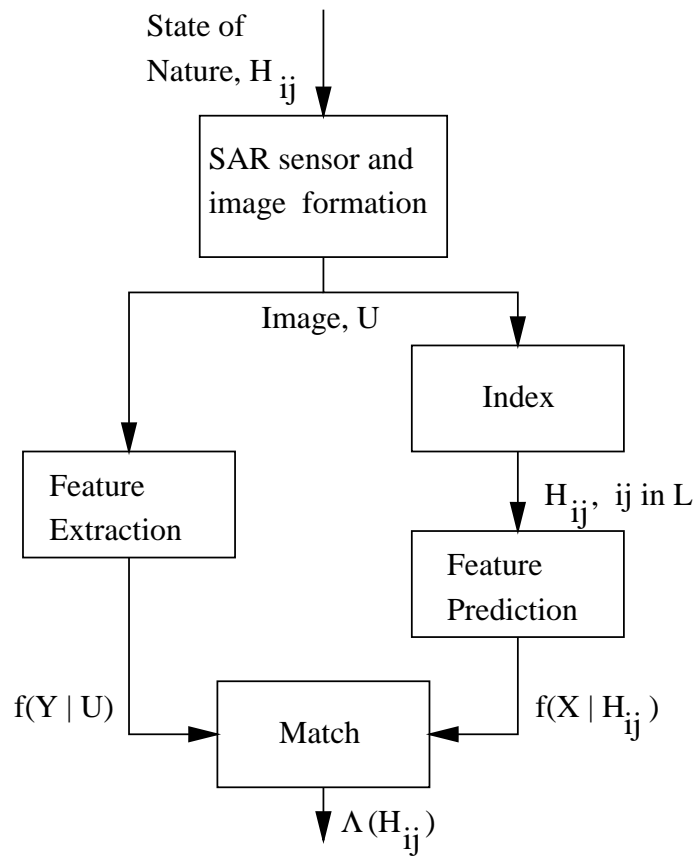 State of
Nature, H ij
SAR sensor and
image formation
Image, U
Index
Feature
Extraction
H ij, ij in L
Feature
Prediction
f(Y | U)
Match
f(X | H ij )
Λ (H ij)